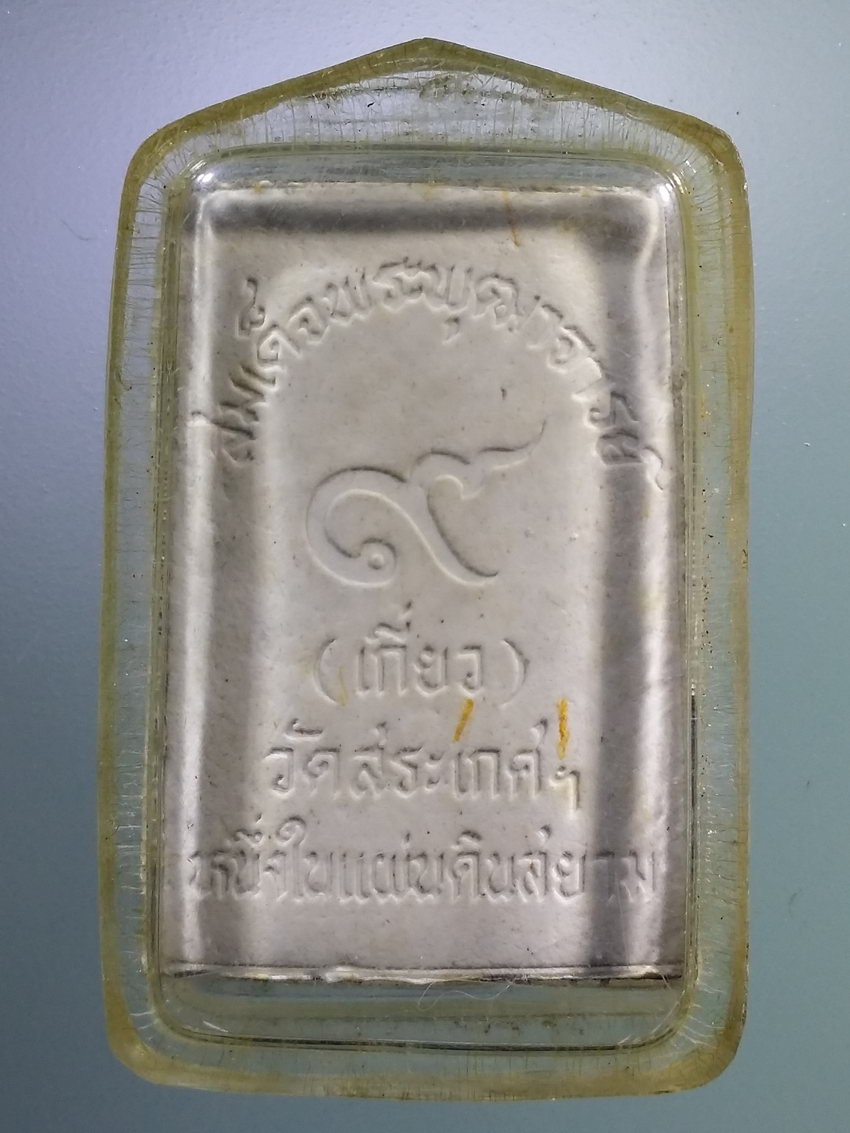 สมเด็จพระพุฒาจารย์
๙
(เกี่ยว)
วัดสระเกศฯ
หนึ่งในแผ่นดินสยาม